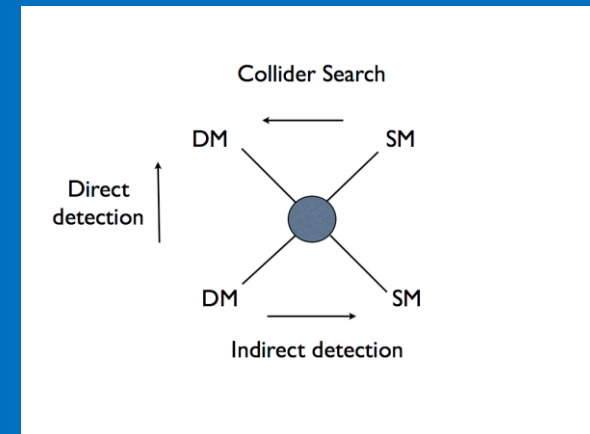 Collider Search
DM
SM
Direct
detection
DM
SM
Indirect detection